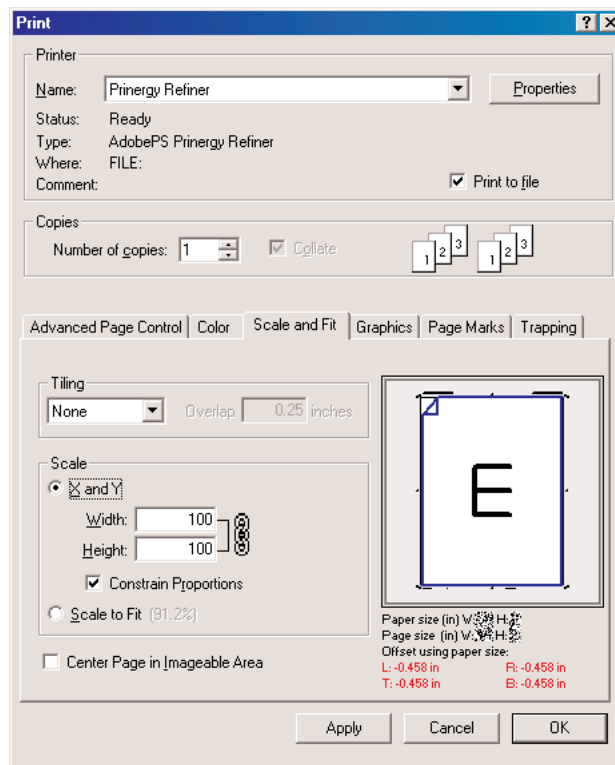 Print
Printer
Name: Prinergy Refiner Properties
Status: Ready
Type: AdobePS Prinergy Refiner
Where: FILE:
Comment: Print to file
Copies
Number of copies: 1 Collate 1 2 3 1 2 3
Advanced Page Control Color Scale and Fit Graphics Page Marks Trapping
Tiling
None Overlap 0.25 inches
Scale
X and Y
Width: 100
Height: 100
Constrain Proportions
Scale to Fit (91.2%)
Center Page in Imageable Area
E
Paper size (in) W: H:
Page size (in) W: H:
Offset using paper size:
L: -0.458 in R: -0.458 in
T: -0.458 in B: -0.458 in
Apply Cancel OK